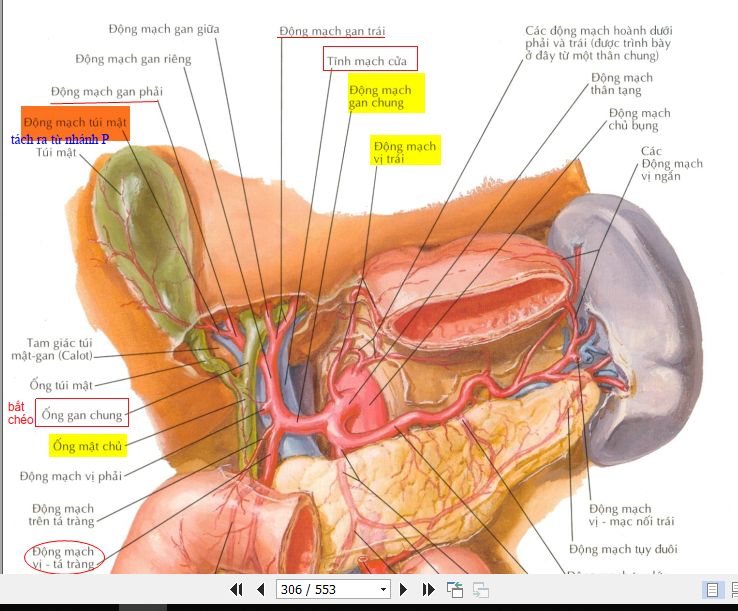 Động mạch gan giữa
Động mạch gan trái
Các động mạch hoành dưới
phải và trái (được trình bày
ở đây từ một thân chung)
Động mạch gan riêng
Tĩnh mạch cửa
Động mạch
thân tạng
Động mạch gan phải
Động mạch
gan chung
Động mạch
chủ bụng
Động mạch túi mật
tách ra từ nhánh P
Túi mật
Động mạch
vị trái
Các
Động mạch
vị ngắn
Tam giác túi
mật-gan (Calot)
Ống túi mật
bắt
chéo
Ống gan chung
Ống mật chủ
Động mạch vị phải
Động mạch
trên tá tràng
Động mạch
vị - mạc nối trái
Động mạch
vị - tá tràng
Động mạch tụy đuôi
306 / 553